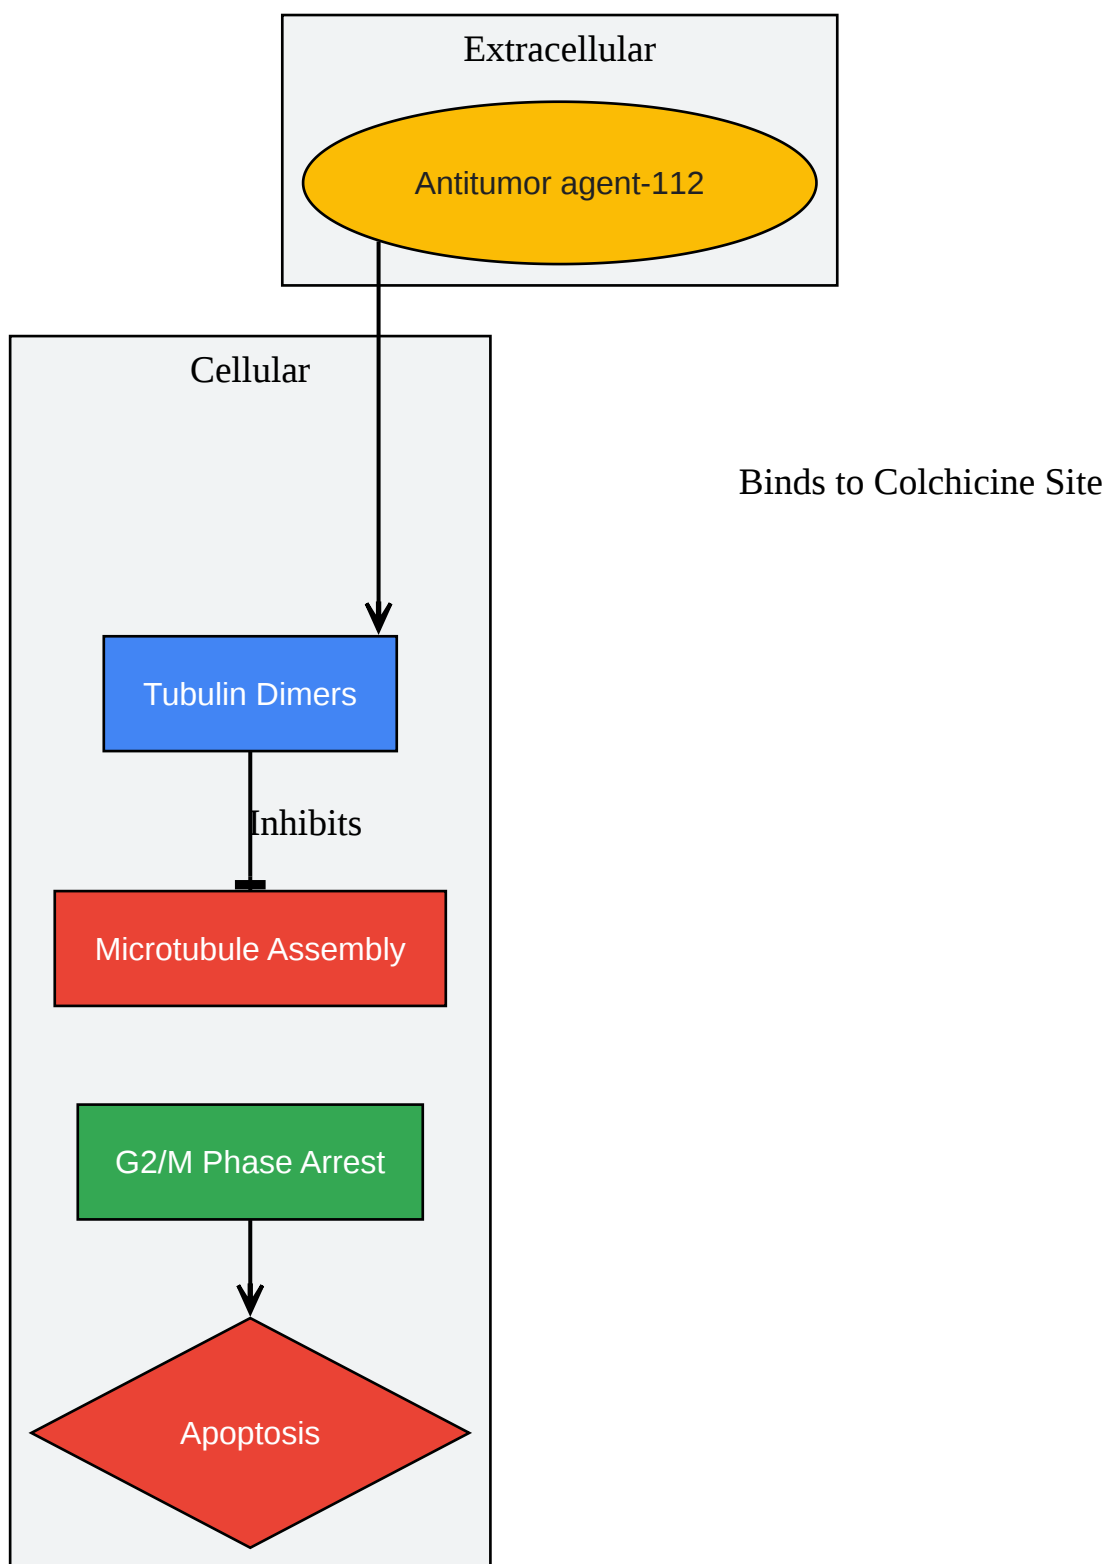 Extracellular
Antitumor agent-112
Cellular
Binds to Colchicine Site
Tubulin Dimers
Inhibits
Microtubule Assembly
G2/M Phase Arrest
Apoptosis